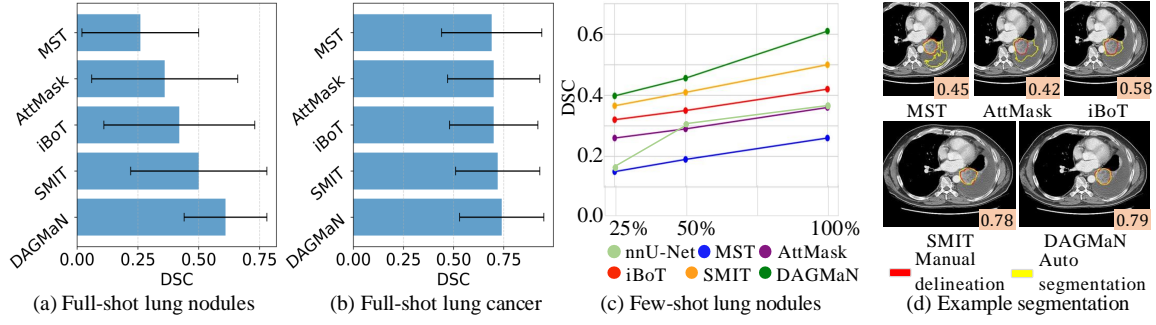 MST
AttMask
iBoT
SMIT
DAGMaN
0.00 0.25 0.50 0.75
DSC
(a) Full-shot lung nodules
MST
AttMask
iBoT
SMIT
DAGMaN
0.00 0.25 0.50 0.75
DSC
(b) Full-shot lung cancer
DSC
0.6
0.4
0.2
0.0
25% 50% 100%
nnU-Net MST AttMask
iBoT SMIT DAGMaN
(c) Few-shot lung nodules
0.45 0.42 0.58
MST AttMask iBoT
0.78 0.79
SMIT DAGMaN
Manual delineation
Auto segmentation
(d) Example segmentation